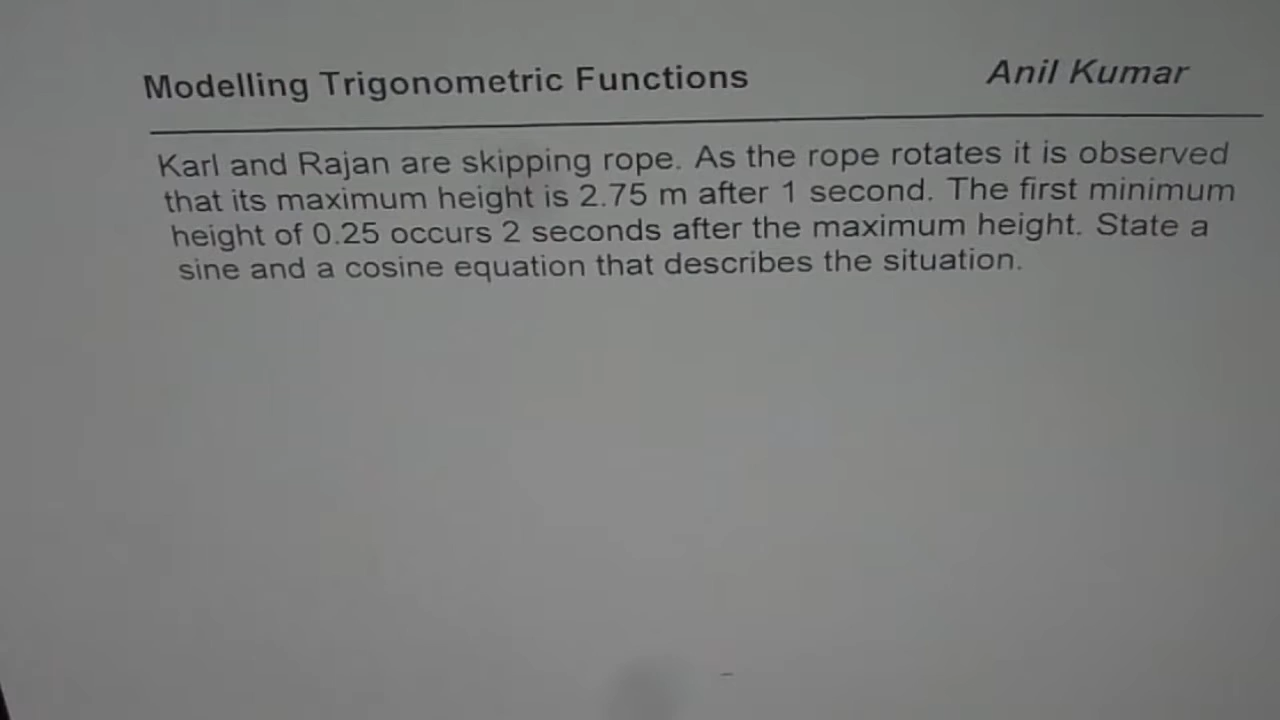 Modelling Trigonometric Functions
Anil Kumar
Karl and Rajan are skipping rope. As the rope rotates it is observed
that its maximum height is 2.75 m after 1 second. The first minimum
height of 0.25 occurs 2 seconds after the maximum height. State a
sine and a cosine equation that describes the situation.